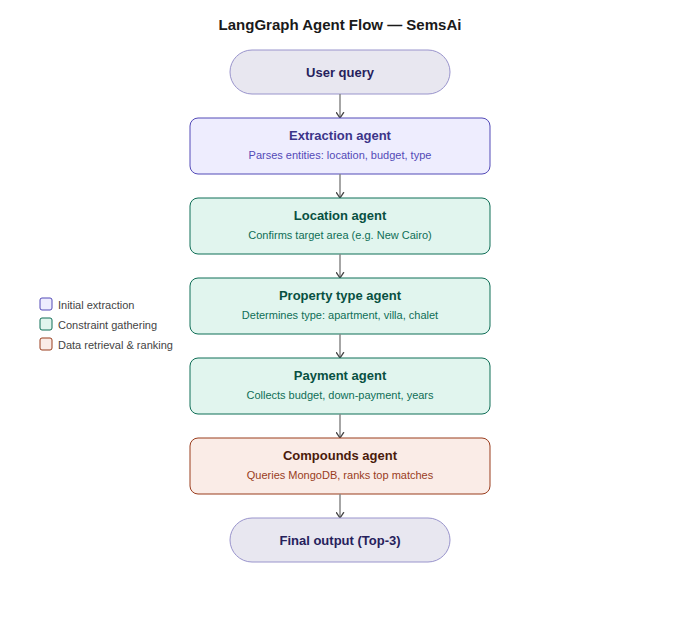 LangGraph Agent Flow — SemsAi
User query
Extraction agent
Parses entities: location, budget, type
Location agent
Confirms target area (e.g. New Cairo)
Property type agent
Determines type: apartment, villa, chalet
Initial extraction
Constraint gathering
Data retrieval & ranking
Payment agent
Collects budget, down-payment, years
Compounds agent
Queries MongoDB, ranks top matches
Final output (Top-3)